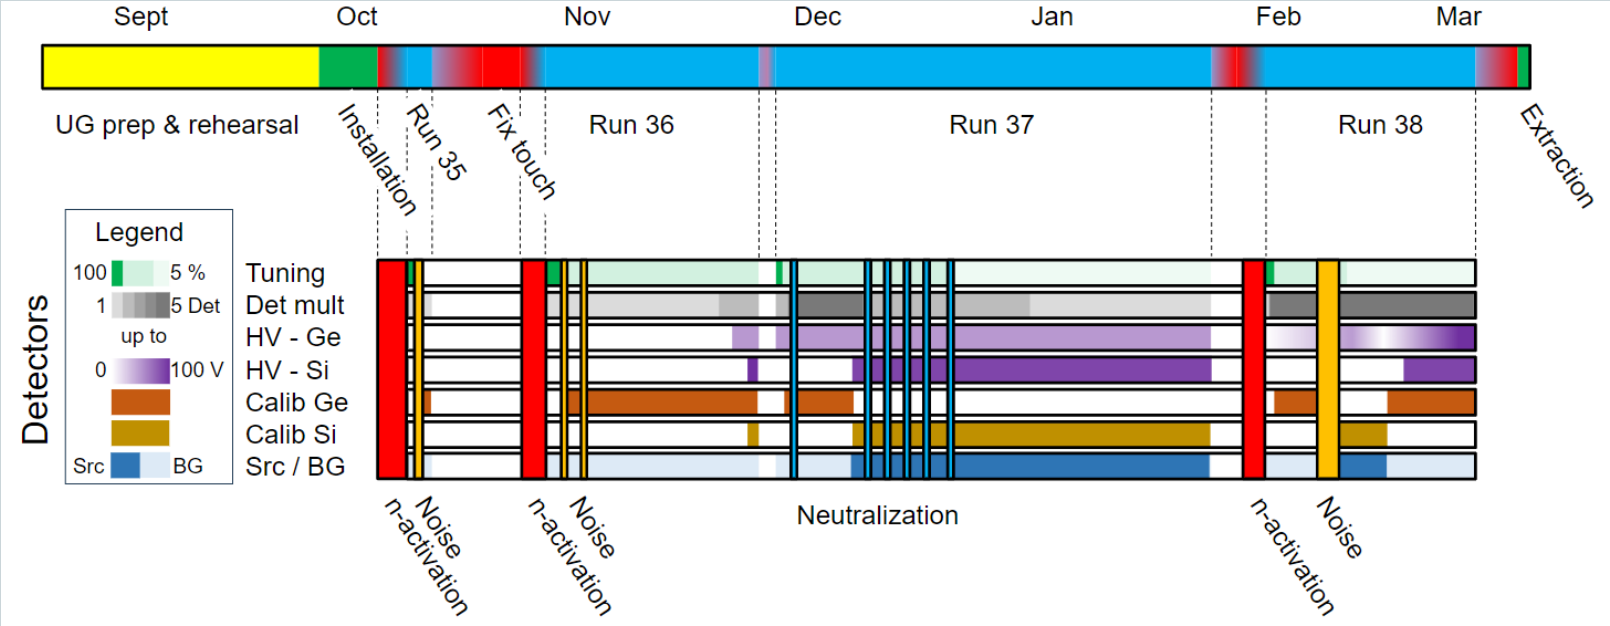 Sept Oct Nov Dec Jan Feb Mar
UG prep & rehearsal
Installation
Run 35
Fix touch
Run 36
Run 37
Run 38
Extraction
Detectors
Legend
100 5 %
1 5 Det
up to
0 100 V
Src BG
Tuning
Det mult
HV - Ge
HV - Si
Calib Ge
Calib Si
Src / BG
n-activation
Noise
n-activation
Noise
Neutralization
n-activation
Noise